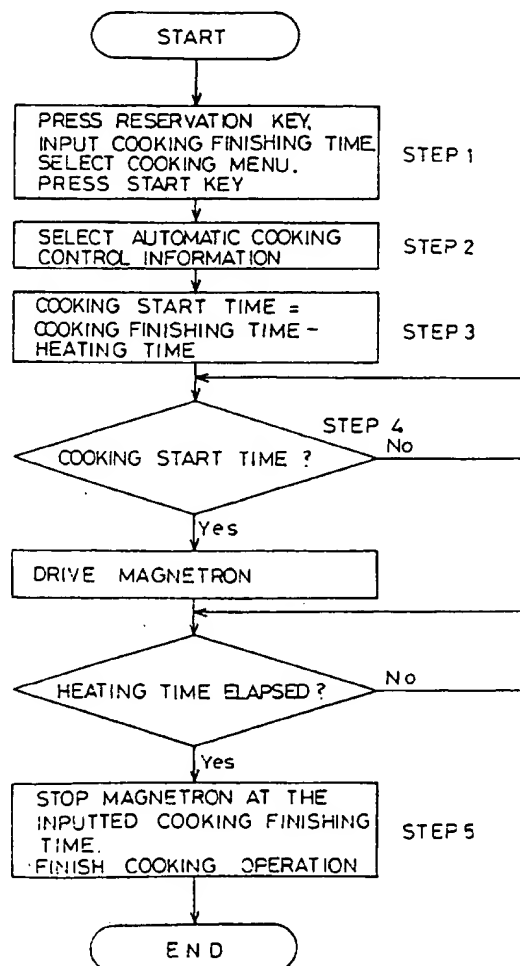 START
PRESS RESERVATION KEY,
INPUT COOKING FINISHING TIME
SELECT COOKING MENU.
PRESS START KEY
STEP 1
SELECT AUTOMATIC COOKING
CONTROL INFORMATION
STEP 2
COOKING START TIME =
COOKING FINISHING TIME -
HEATING TIME
STEP 3
STEP 4
COOKING START TIME ?
No
Yes
DRIVE MAGNETRON
HEATING TIME ELAPSED ?
No
Yes
STOP MAGNETRON AT THE
INPUTTED COOKING FINISHING
TIME.
FINISH COOKING OPERATION
STEP 5
END